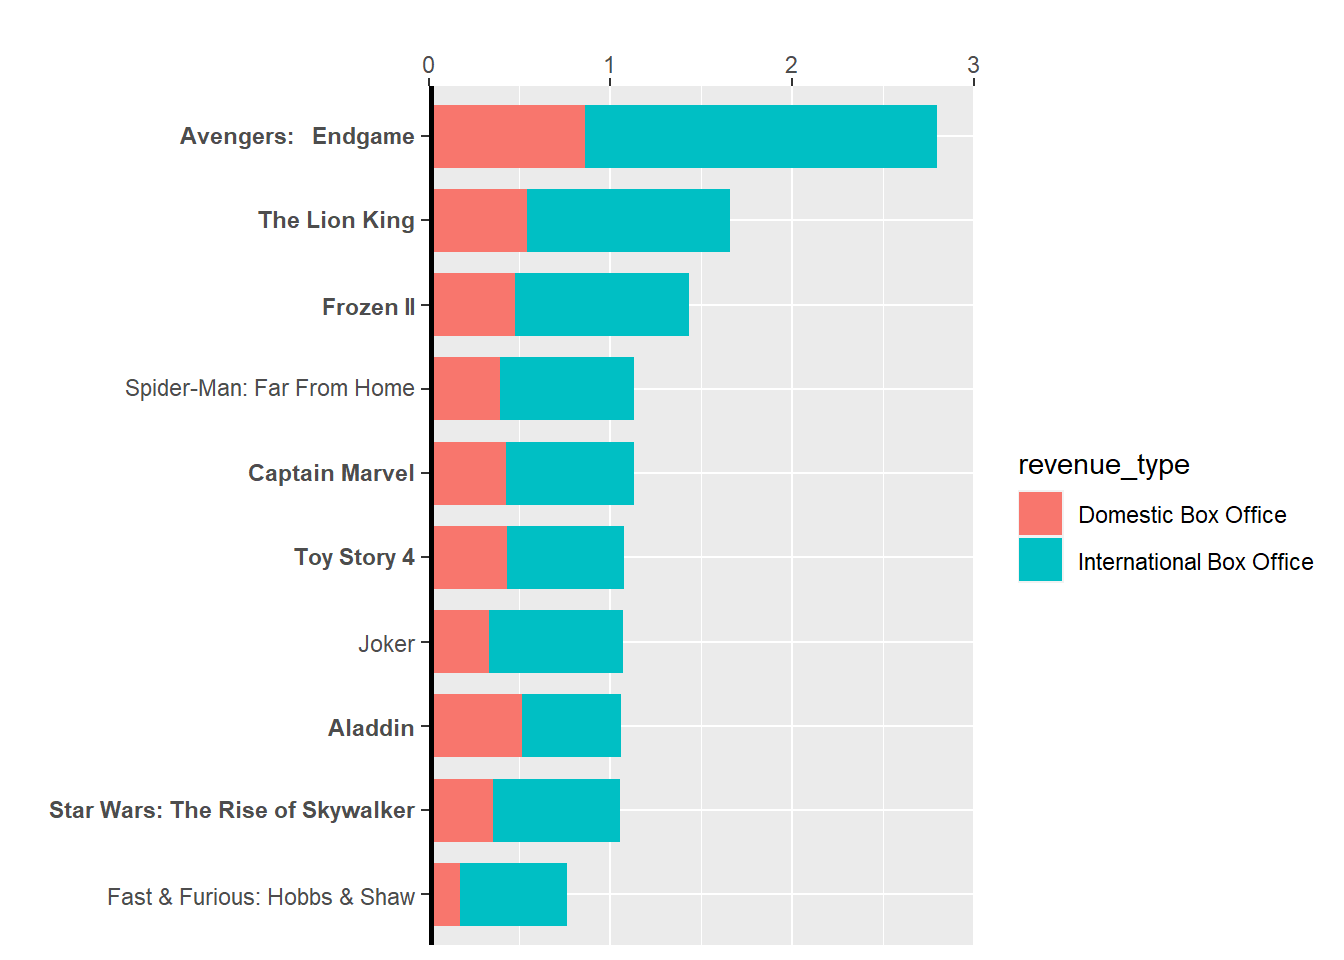 0 1 2 3
Avengers:   Endgame
The Lion King
Frozen II
Spider-Man: Far From Home
Captain Marvel
Toy Story 4
Joker
Aladdin
Star Wars: The Rise of Skywalker
Fast & Furious: Hobbs & Shaw
revenue_type
Domestic Box Office
International Box Office